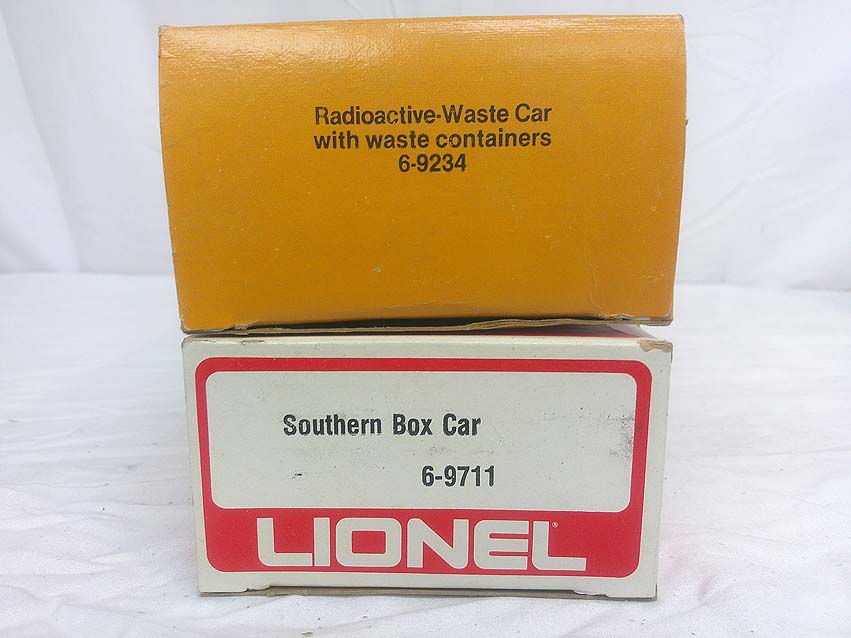 Radioactive-Waste Car
with waste containers
6-9234
Southern Box Car
6-9711
LIONEL®